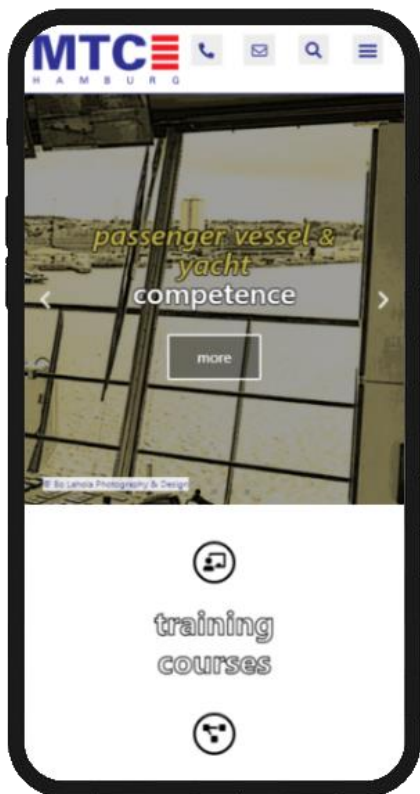 MTC
HAMBURG
passenger vessel &
yacht
competence
more
© Bo Lahola Photography & Design
training
courses